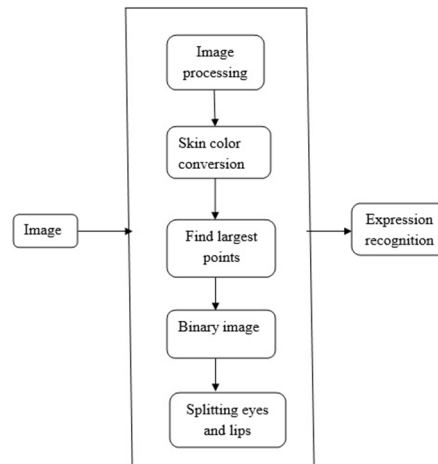 Image
processing
Skin color
conversion
Image
Find largest
points
Expression
recognition
Binary image
Splitting eyes
and lips